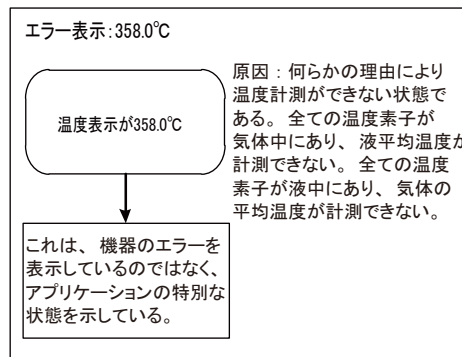 エラー表示：358.0℃
温度表示が358.0℃
原因：何らかの理由により
温度計測ができない状態で
ある。全ての温度素子が
気体中にあり、液平均温度が
計測できない。全ての温度
素子が液中にあり、気体の
平均温度が計測できない。
これは、機器のエラーを
表示しているのではなく、
アプリケーションの特別な
状態を示している。